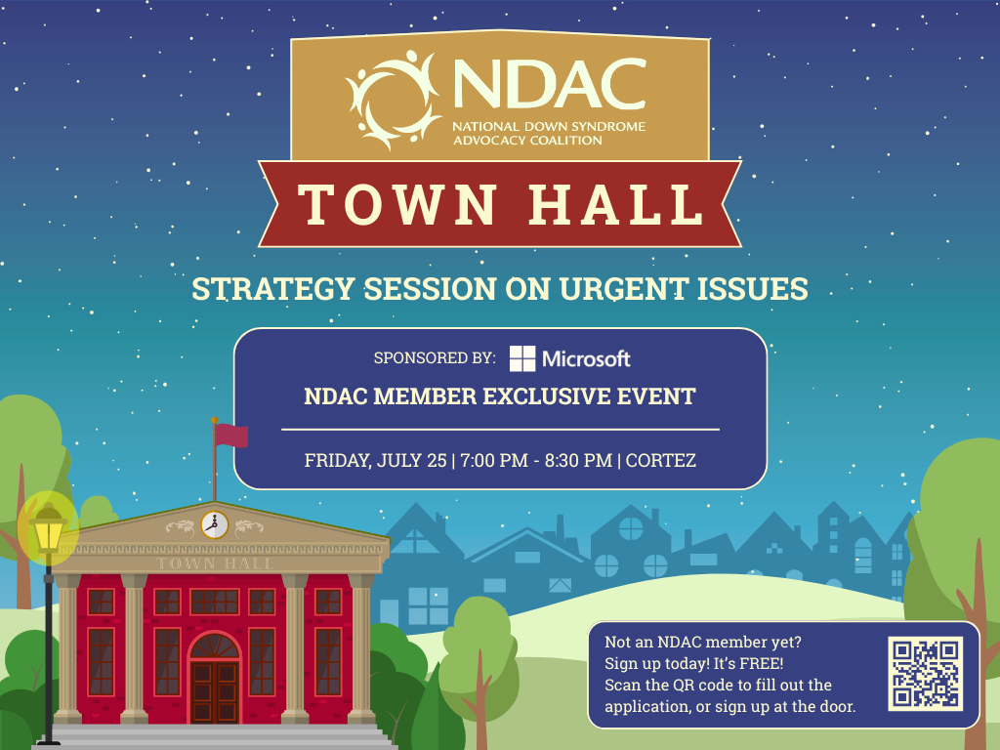 NDAC
NATIONAL DOWN SYNDROME
ADVOCACY COALITION
TOWN HALL
STRATEGY SESSION ON URGENT ISSUES
SPONSORED BY: Microsoft
NDAC MEMBER EXCLUSIVE EVENT
FRIDAY, JULY 25 | 7:00 PM - 8:30 PM | CORTEZ
TOWN HALL
Not an NDAC member yet?
Sign up today! It's FREE!
Scan the QR code to fill out the
application, or sign up at the door.